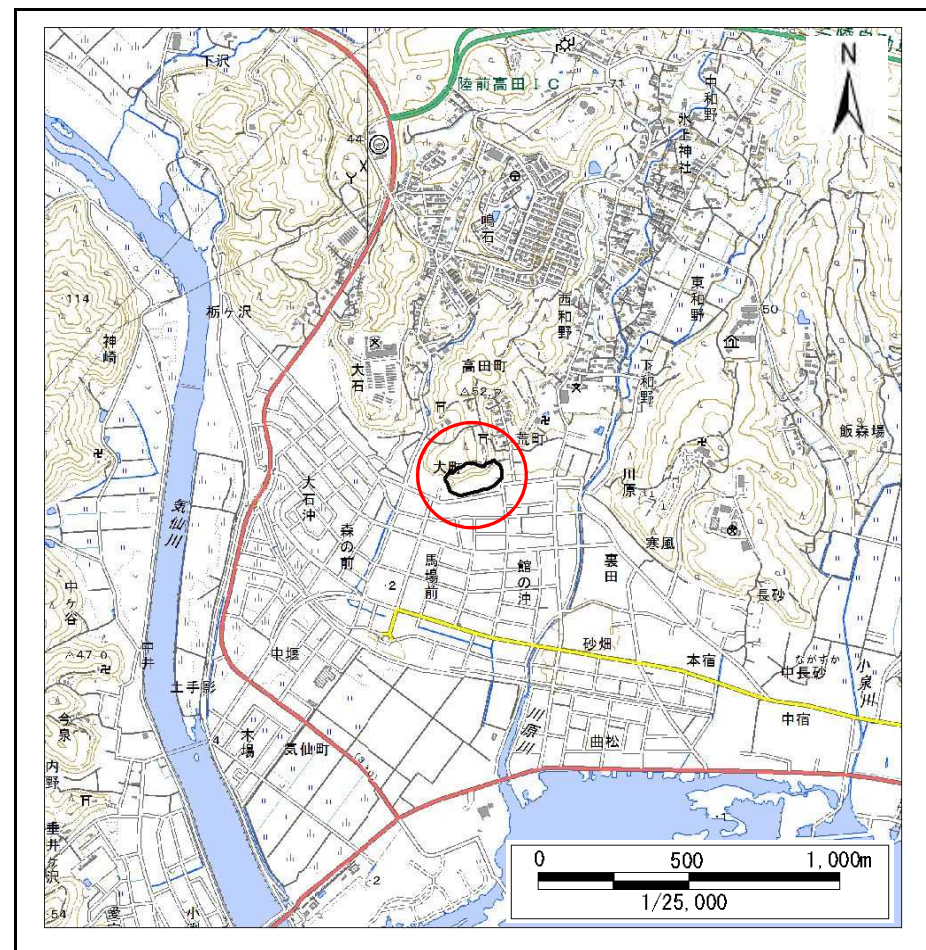 下沢
N
陸前高田IC
44
71
中和野
氷上神社
鳴石
114
神崎
栃ヶ沢
西和野
東和野
50
大石
高田町
52.7
下和野
荒町
飯森場
大町
大石沖
川原
気仙川
森の前
寒風
中ヶ谷
馬場前
館の沖
裏田
長砂
2
砂畑
本宿
ながすか
中長砂
小泉川
47.0
中井
中堰
土手影
中宿
今泉
4
木場
気仙町
(340)
川原川
曲松
内野
垂井ヶ沢
-1
2
54
0 500 1,000m
1/25,000